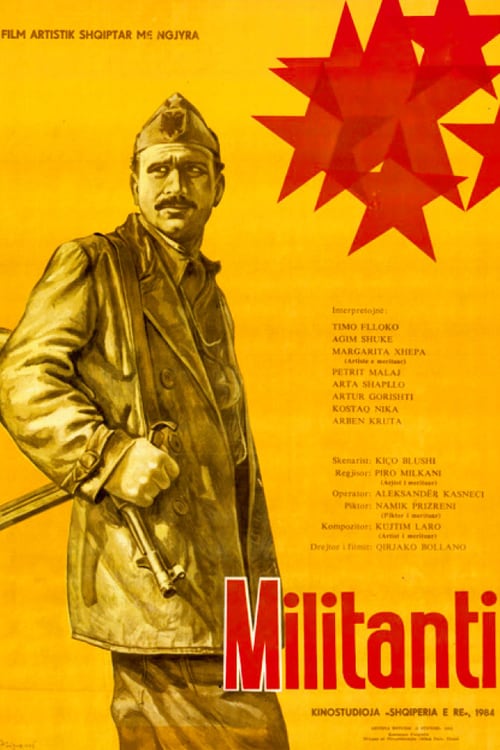 FILM ARTISTIK SHQIPTAR ME NGJYRA
Interpretojnë:
TIMO FLLOKO
AGIM SHUKE
MARGARITA XHEPA
(Artiste e merituar)
PETRIT MALAJ
ARTA SHAPLLO
ARTUR GORISHTI
KOSTAQ NIKA
ARBEN KRUTA
Skenarist: KIÇO BLUSHI
Regjisor: PIRO MILKANI
(Artist i merituar)
Operator: ALEKSANDËR KASNECI
Piktor: NAMIK PRIZRENI
(Piktor i merituar)
Kompozitor: KUJTIM LARO
(Artist i merituar)
Drejtor i filmit: QIRJAKO BOLLANO
Militanti
KINOSTUDIOJA «SHQIPERIA E RE», 1984